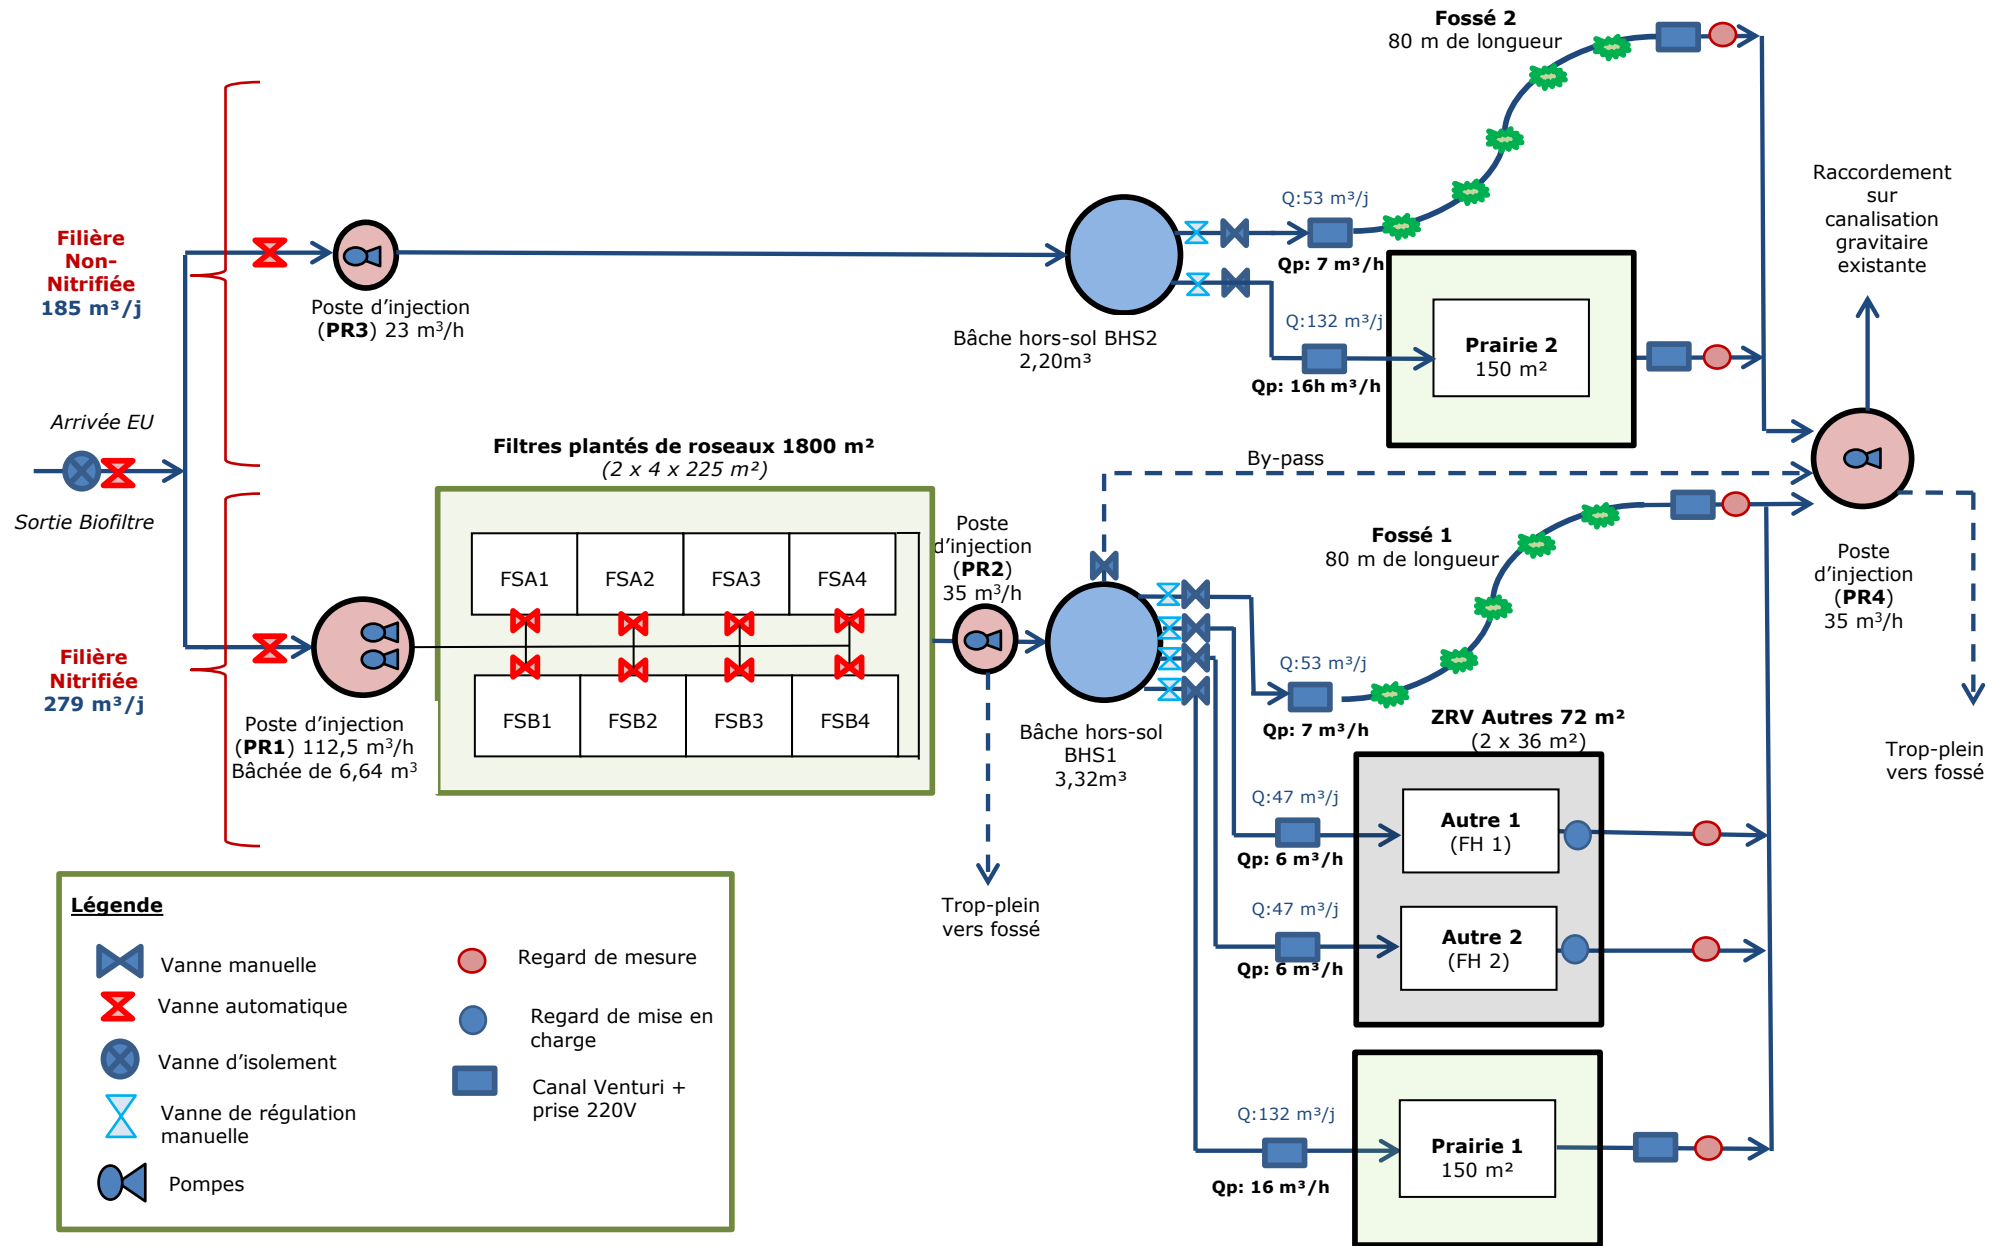 Fossé 2
80 m de longueur
Filière
Non-
Nitrifiée
185 m³/j
Poste d'injection
(PR3) 23 m³/h
Bâche hors-sol BHS2
2,20m³
Q:53 m³/j
Qp: 7 m³/h
Q:132 m³/j
Qp: 16h m³/h
Prairie 2
150 m²
Raccordement
sur
canalisation
gravitaire
existante
Arrivée EU
Sortie Biofiltre
Filtres plantés de roseaux 1800 m²
(2 x 4 x 225 m²)
By-pass
FSA1
FSA2
FSA3
FSA4
FSB1
FSB2
FSB3
FSB4
Poste
d'injection
(PR2)
35 m³/h
Fossé 1
80 m de longueur
Poste
d'injection
(PR4)
35 m³/h
Filière
Nitrifiée
279 m³/j
Poste d'injection
(PR1) 112,5 m³/h
Bâchée de 6,64 m³
Bâche hors-sol
BHS1
3,32m³
Q:53 m³/j
Qp: 7 m³/h
ZRV Autres 72 m²
(2 x 36 m²)
Trop-plein
vers fossé
Q:47 m³/j
Qp: 6 m³/h
Autre 1
(FH 1)
Trop-plein
vers fossé
Q:47 m³/j
Qp: 6 m³/h
Autre 2
(FH 2)
Q:132 m³/j
Qp: 16 m³/h
Prairie 1
150 m²
Légende
Vanne manuelle
Vanne automatique
Vanne d'isolement
Vanne de régulation
manuelle
Pompes
Regard de mesure
Regard de mise en
charge
Canal Venturi +
prise 220V